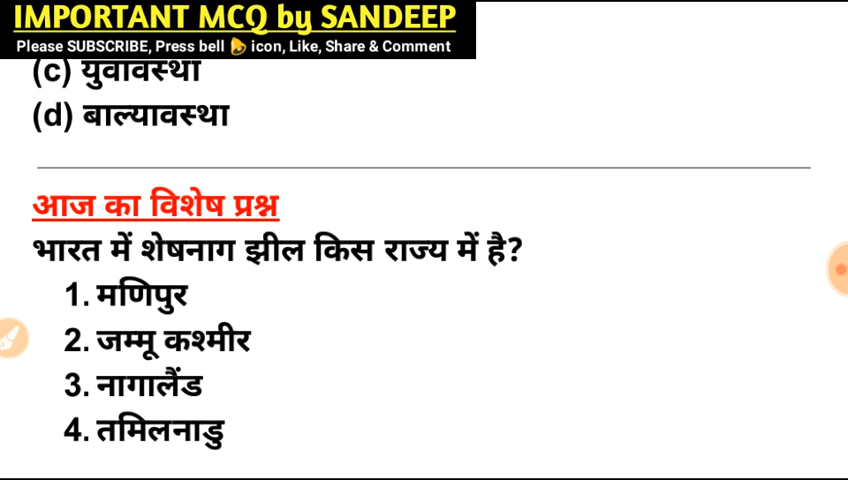 IMPORTANT MCQ by SANDEEP
Please SUBSCRIBE, Press bell icon, Like, Share & Comment
(c) युवावस्था
(d) बाल्यावस्था
आज का विशेष प्रश्न
भारत में शेषनाग झील किस राज्य में है?
1. मणिपुर
2. जम्मू कश्मीर
3. नागालैंड
4. तमिलनाडु